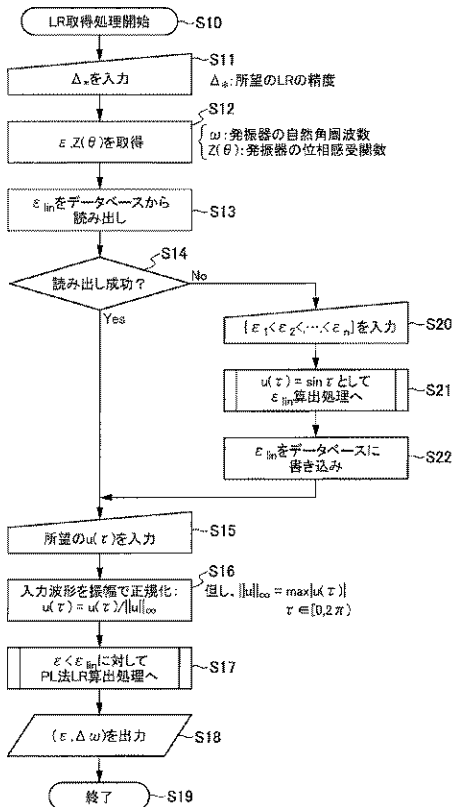 LR取得処理開始
S10
Δ*を入力
S11
Δ*:所望のLRの精度
S12
ε,Z(θ)を取得
ω:発振器の自然角周波数
Z(θ):発振器の位相感受関数
ε linをデータベースから
読み出し
S13
S14
読み出し成功?
No
Yes
{ε1<ε2<,…,<εn}を入力
S20
u(τ)=sinτとして
ε lin算出処理へ
S21
ε linをデータベースに
書き込み
S22
所望のu(τ)を入力
S15
S16
入力波形を振幅で正規化:
u(τ)=u(τ)/||u||∞
但し、||u||∞=max|u(τ)|
τ∈[0,2π)
ε<ε linに対して
PL法LR算出処理へ
S17
(ε,Δω)を出力
S18
終了
S19